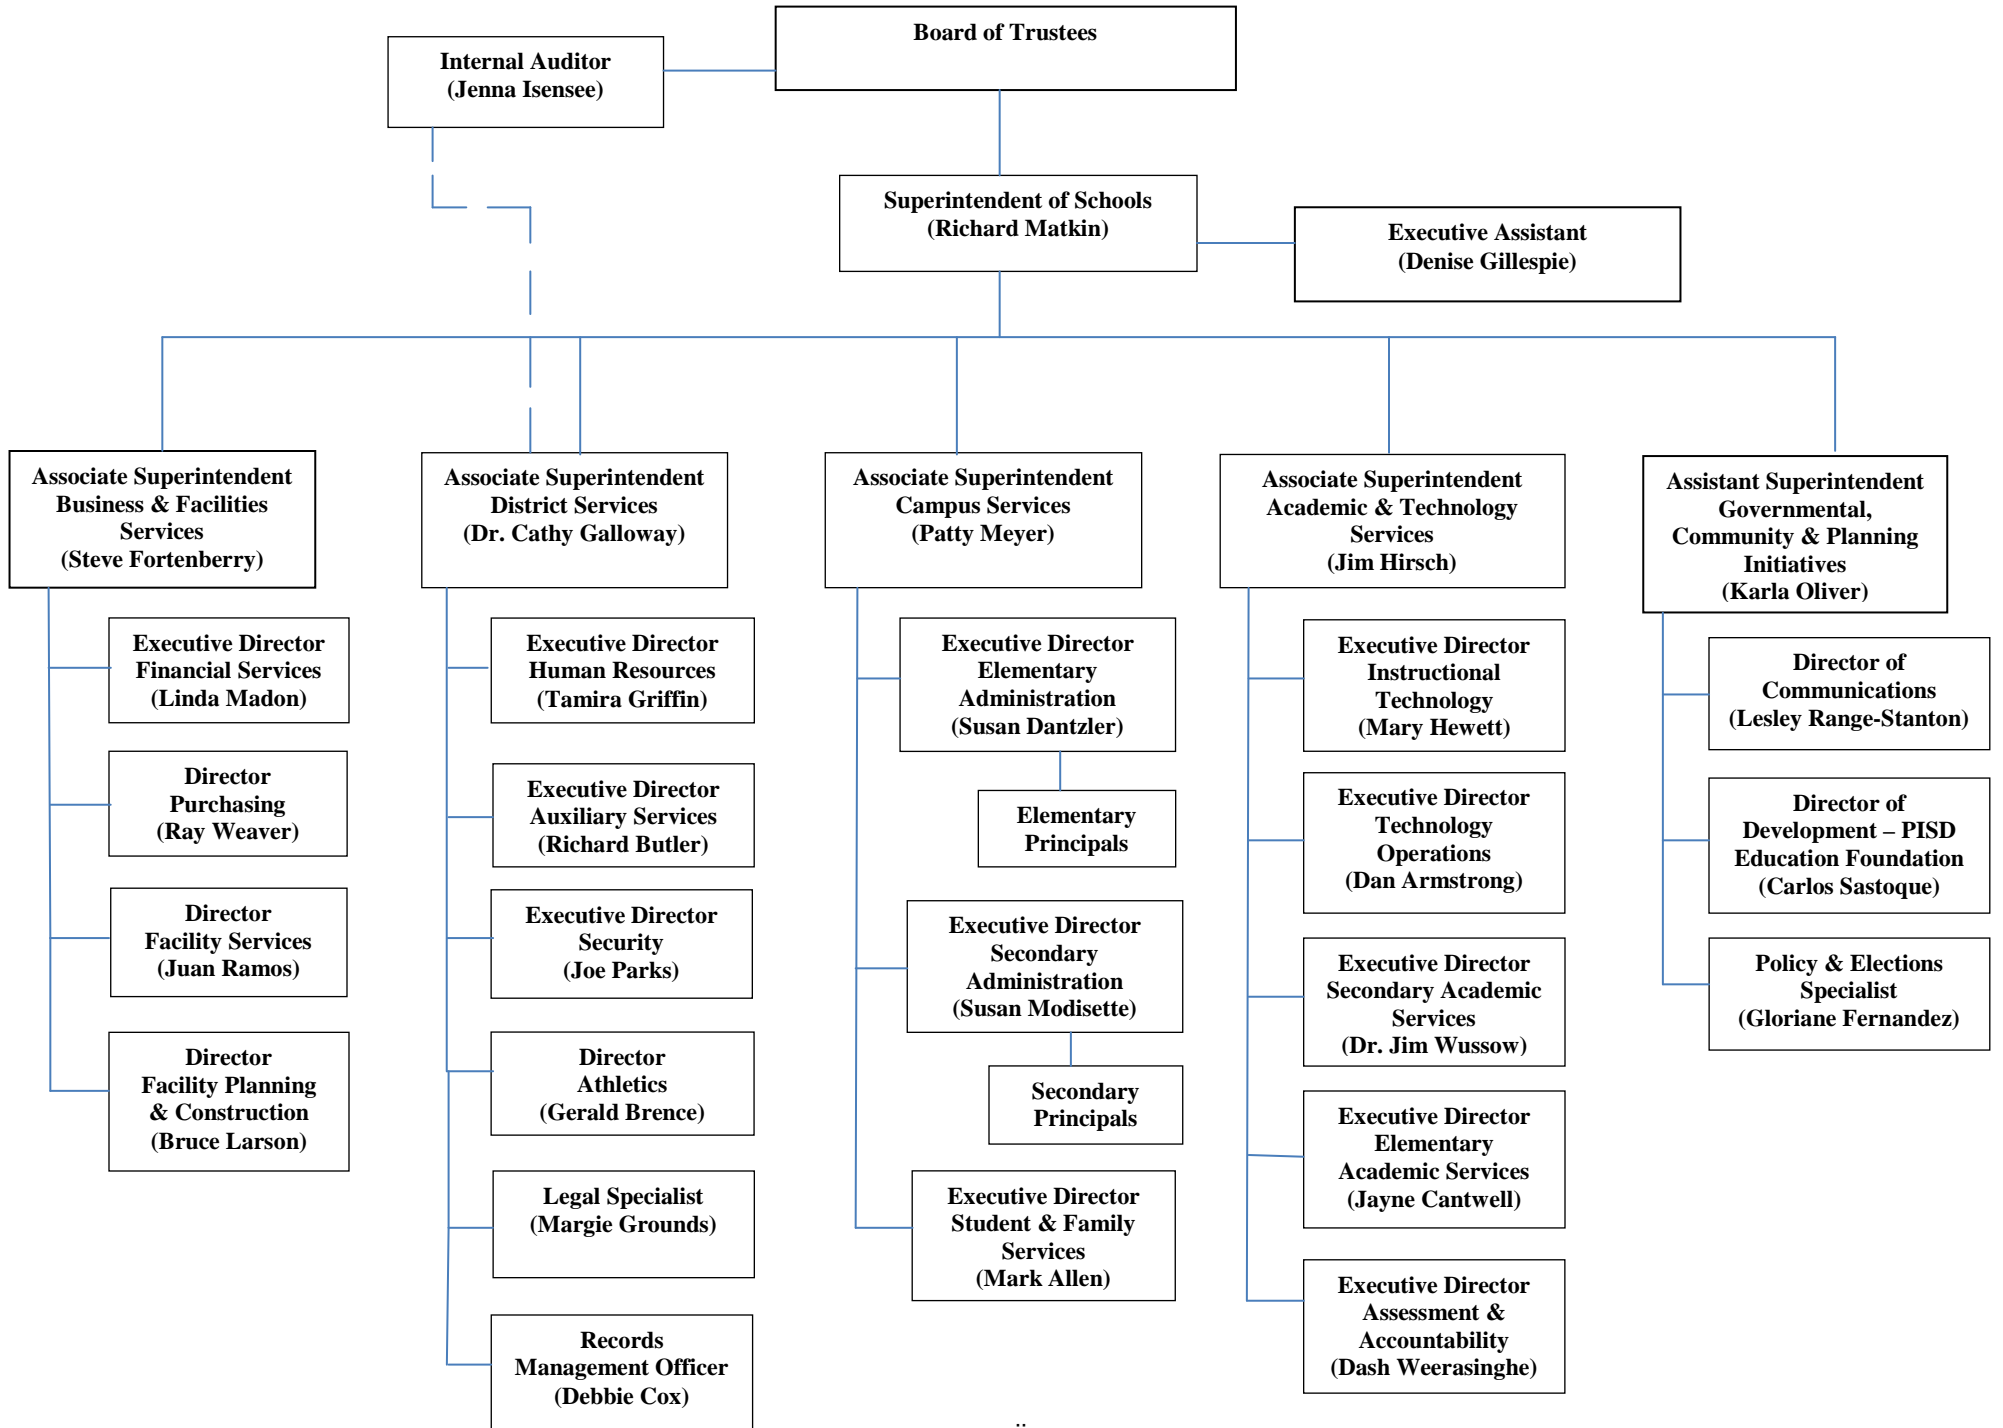 Board of Trustees
Internal Auditor
(Jenna Isensee)
Superintendent of Schools
(Richard Matkin)
Executive Assistant
(Denise Gillespie)
Associate Superintendent
Business & Facilities
Services
(Steve Fortenberry)
Executive Director
Financial Services
(Linda Madon)
Director
Purchasing
(Ray Weaver)
Director
Facility Services
(Juan Ramos)
Director
Facility Planning
& Construction
(Bruce Larson)
Associate Superintendent
District Services
(Dr. Cathy Galloway)
Executive Director
Human Resources
(Tamira Griffin)
Executive Director
Auxiliary Services
(Richard Butler)
Executive Director
Security
(Joe Parks)
Director
Athletics
(Gerald Brence)
Legal Specialist
(Margie Grounds)
Records
Management Officer
(Debbie Cox)
Associate Superintendent
Campus Services
(Patty Meyer)
Executive Director
Elementary
Administration
(Susan Dantzler)
Elementary
Principals
Executive Director
Secondary
Administration
(Susan Modisette)
Secondary
Principals
Executive Director
Student & Family
Services
(Mark Allen)
Associate Superintendent
Academic & Technology
Services
(Jim Hirsch)
Executive Director
Instructional
Technology
(Mary Hewett)
Executive Director
Technology
Operations
(Dan Armstrong)
Executive Director
Secondary Academic
Services
(Dr. Jim Wussow)
Executive Director
Elementary
Academic Services
(Jayne Cantwell)
Executive Director
Assessment &
Accountability
(Dash Weerasinghe)
Assistant Superintendent
Governmental,
Community & Planning
Initiatives
(Karla Oliver)
Director of
Communications
(Lesley Range-Stanton)
Director of
Development – PISD
Education Foundation
(Carlos Sastoque)
Policy & Elections
Specialist
(Gloriane Fernandez)